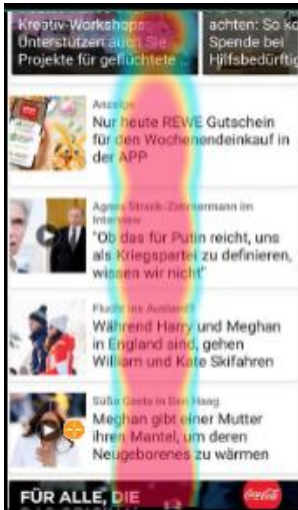 Kreativ-Workshops
Unterstützen auch Sie
Projekte für geflüchtete ...
achten: So
Spende bei
Hilfsbedürftig
Anzeige
Nur heute REWE Gutschein
für den Wochenendeinkauf in
der APP
Agnes Strack-Zimmermann im
Interview
"Ob das für Putin reicht, uns
als Kriegspartei zu definieren,
wissen wir nicht"
Flucht ins Ausland?
Während Harry und Meghan
in England sind, gehen
William und Kate Skifahren
Süße Geste in Den Haag
Meghan gibt einer Mutter
ihren Mantel, um deren
Neugeborenes zu wärmen
FÜR ALLE, DIE
Coca-Cola